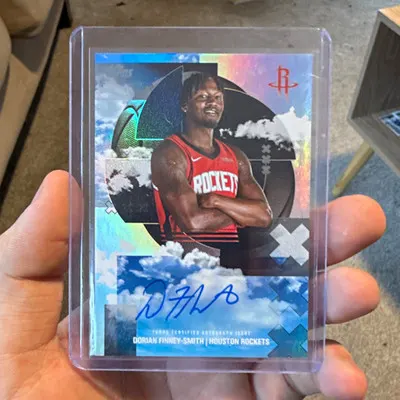 R
ROCKETS
TOPPS CERTIFIED AUTOGRAPH ISSUE
DORIAN FINNEY-SMITH | HOUSTON ROCKETS